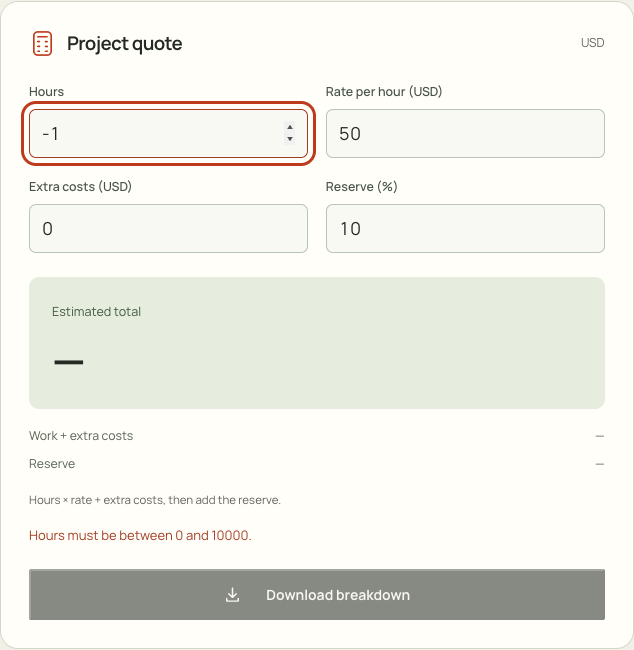 Project quote
USD
Hours
Rate per hour (USD)
-1
50
Extra costs (USD)
Reserve (%)
0
10
Estimated total
—
Work + extra costs —
Reserve —
Hours × rate + extra costs, then add the reserve.
Hours must be between 0 and 10000.
Download breakdown